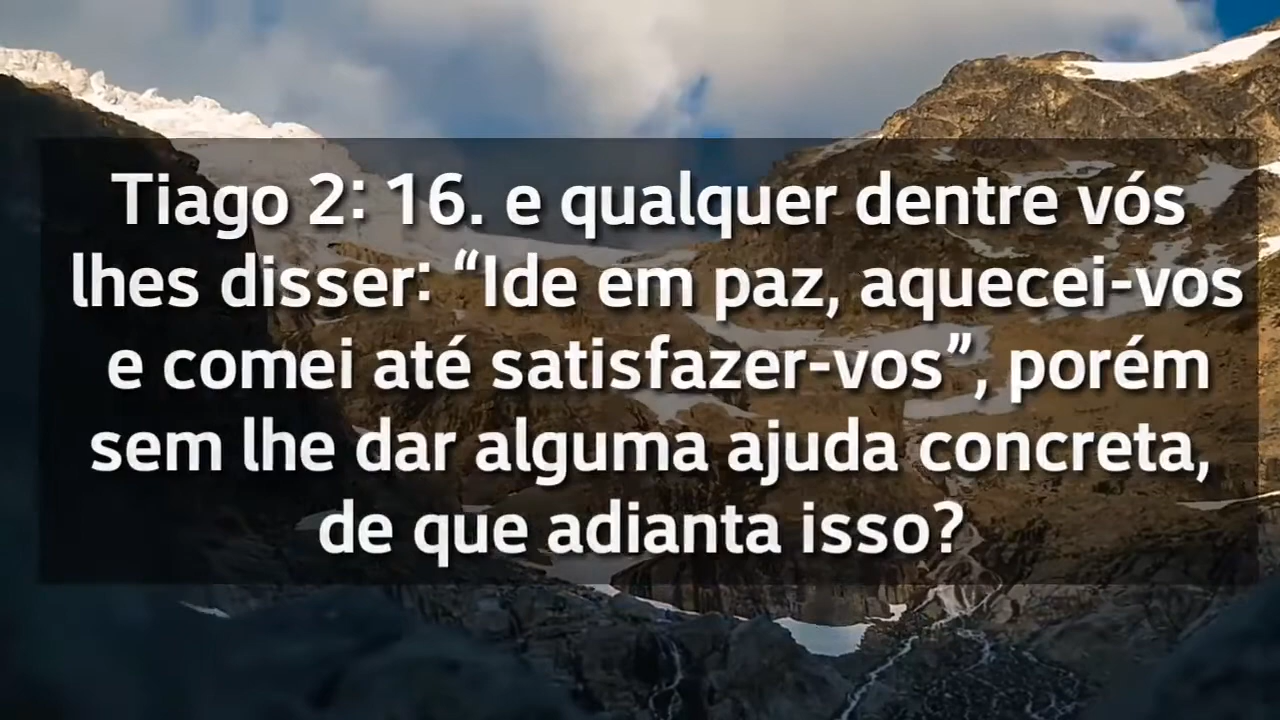 Tiago 2: 16. e qualquer dentre vós
lhes disser: “Ide em paz, aquecei-vos
e comei até satisfazer-vos”, porém
sem lhe dar alguma ajuda concreta,
de que adianta isso?